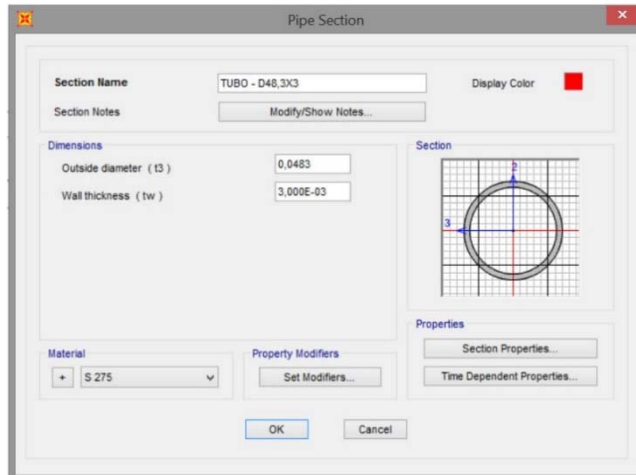 Pipe Section
Section Name
TUBO - D48,3X3
Display Color
Section Notes
Modify/Show Notes...
Dimensions
Outside diameter ( t3 )
0,0483
Wall thickness ( tw )
3,000E-03
Section
2
3
Properties
Section Properties...
Time Dependent Properties...
Material
+ S 275
Property Modifiers
Set Modifiers...
OK
Cancel